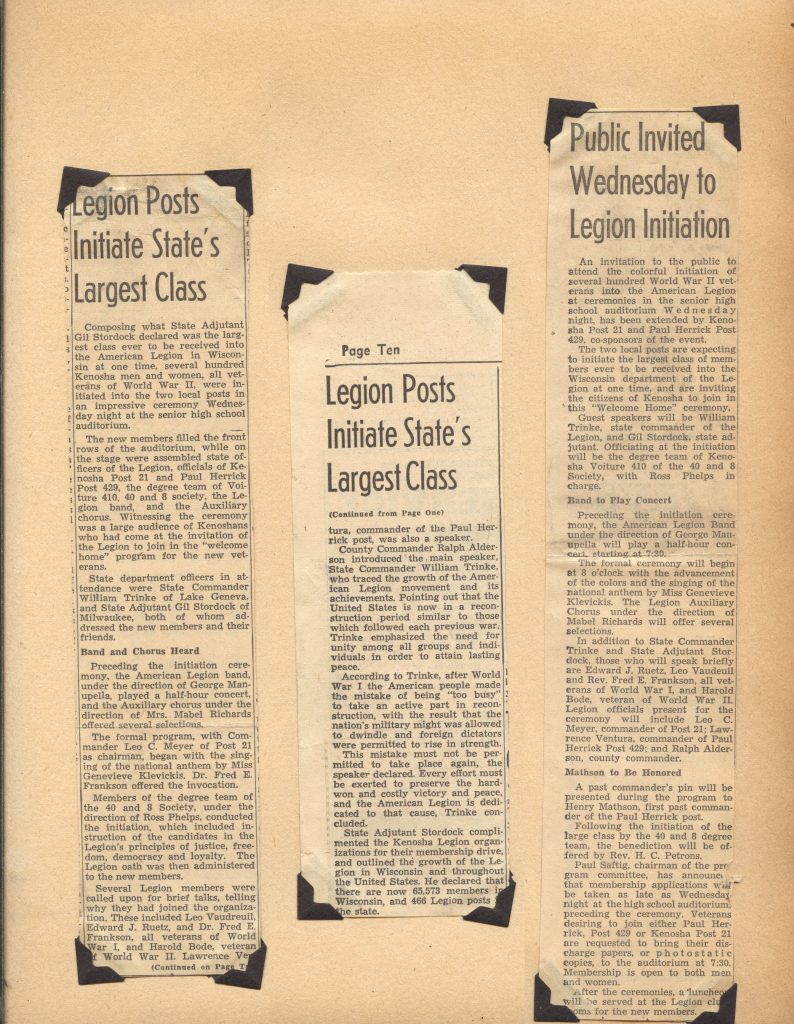 Legion Posts
Initiate State's
Largest Class
Composing what State Adjutant
Gil Stordock declared was the larg-
est class ever to be received into
the American Legion in Wiscon-
sin at one time, several hundred
Kenosha men and women, all vet-
erans of World War II, were in-
itiated into the two local posts in
an impressive ceremony Wednes-
day night at the senior high school
auditorium.
The new members filled the front
rows of the auditorium, while on
the stage were assembled state of-
ficers of the Legion, officials of Ke-
nosha Post 21 and Paul Herrick
Post 429, the degree team of Voi-
ture 410, 40 and 8 society, the Le-
gion band, and the Auxiliary
chorus. Witnessing the ceremony
was a large audience of Kenoshans
who had come at the invitation of
the Legion to join in the "welcome
home" program for the new vet-
erans.
State department officers in at-
tendance were State Commander
William Trinke of Lake Geneva,
and State Adjutant Gil Stordock of
Milwaukee, both of whom ad-
dressed the new members and their
friends.
Band and Chorus Heard
Preceding the initiation cere-
mony, the American Legion band,
under the direction of George Man-
upella, played a half-hour concert,
and the Auxiliary chorus under the
direction of Mrs. Mabel Richards
offered several selections.
The formal program, with Com-
mander Leo C. Meyer of Post 21
as chairman, began with the sing-
ing of the national anthem by Miss
Genevieve Klevickis. Dr. Fred E.
Frankson offered the invocation.
Members of the degree team of
the 40 and 8 Society, under the
direction of Ross Phelps, conducted
the initiation, which included in-
struction of the candidates in the
Legion's principles of justice, free-
dom, democracy and loyalty. The
Legion oath was then administered
to the new members.
Several Legion members were
called upon for brief talks, telling
why they had joined the organiza-
tion. These included Leo Vaudreuil,
Edward J. Ruetz, and Dr. Fred E.
Frankson, all veterans of World
War I, and Harold Bode, veteran
of World War II. Lawrence Ven
(Continued on Page
Page Ten
Legion Posts
Initiate State's
Largest Class
(Continued from Page One)
tura, commander of the Paul Her-
rick post, was also a speaker.
County Commander Ralph Alder-
son introduced the main speaker,
State Commander William Trinke,
who traced the growth of the Amer-
ican Legion movement and its
achievements. Pointing out that the
United States is now in a recon-
struction period similar to those
which followed each previous war,
Trinke emphasized the need for
unity among all groups and indi-
viduals in order to attain lasting
peace.
According to Trinke, after World
War I the American people made
the mistake of being "too busy"
to take an active part in recon-
struction, with the result that the
nation's military might was allowed
to dwindle and foreign dictators
were permitted to rise in strength.
This mistake must not be per-
mitted to take place again, the
speaker declared. Every effort must
be exerted to preserve the hard-
won and costly victory and peace,
and the American Legion is dedi-
cated to that cause, Trinke con-
cluded.
State Adjutant Stordock compli-
mented the Kenosha Legion organ-
izations for their membership drive,
and outlined the growth of the Le-
gion in Wisconsin and throughout
the United States. He declared that
there are now 65,573 members in
Wisconsin, and 466 Legion posts
the state.
Public Invited
Wednesday to
Legion Initiation
An invitation to the public to
attend the colorful initiation of
several hundred World War II vet-
erans into the American Legion
at ceremonies in the senior high
school auditorium Wednesday
night, has been extended by Keno-
sha Post 21 and Paul Herrick Post
429, co-sponsors of the event.
The two local posts are expecting
to initiate the largest class of mem-
bers ever to be received into the
Wisconsin department of the Le-
gion at one time, and are inviting
the citizens of Kenosha to join in
this "Welcome Home" ceremony.
Guest speakers will be William
Trinke, state commander of the
Legion, and Gil Stordock, state ad-
jutant. Officiating at the initiation
will be the degree team of Keno-
sha Voiture 410 of the 40 and 8
Society, with Ross Phelps in
charge.
Band to Play Concert
Preceding the initiation cere-
mony, the American Legion Band
under the direction of George Man-
upella will play a half-hour con-
cert, starting at 7:30.
The formal ceremony will begin
at 8 o'clock with the advancement
of the colors and the singing of the
national anthem by Miss Genevieve
Klevickis. The Legion Auxiliary
Chorus under the direction of
Mabel Richards will offer several
selections.
In addition to State Commander
Trinke and State Adjutant Stor-
dock, those who will speak briefly
are Edward J. Ruetz, Leo Vaudeuil
and Rev. Fred E. Frankson, all vet-
erans of World War I, and Harold
Bode, veteran of World War II.
Legion officials present for the
ceremony will include Leo C.
Meyer, commander of Post 21; Law-
rence Ventura, commander of Paul
Herrick Post 429; and Ralph Alder-
son, county commander.
Mathson to Be Honored
A past commander's pin will be
presented during the program to
Henry Mathson, first past comman-
der of the Paul Herrick post.
Following the initiation of the
large class by the 40 and 8 degree
team, the benediction will be of-
fered by Rev. H. C. Petrons.
Paul Saftig, chairman of the pro-
gram committee, has announc
that membership applications will
be taken as late as Wednesday
night at the high school auditorium
preceding the ceremony. Veterans
desiring to join either Paul Her-
rick, Post 429 or Kenosha Post 21
are requested to bring their dis-
charge papers, or photostatic
copies, to the auditorium at 7:30.
Membership is open to both men
and women.
After the ceremonies, a luncheon
will be served at the Legion club
ooms for the new members.